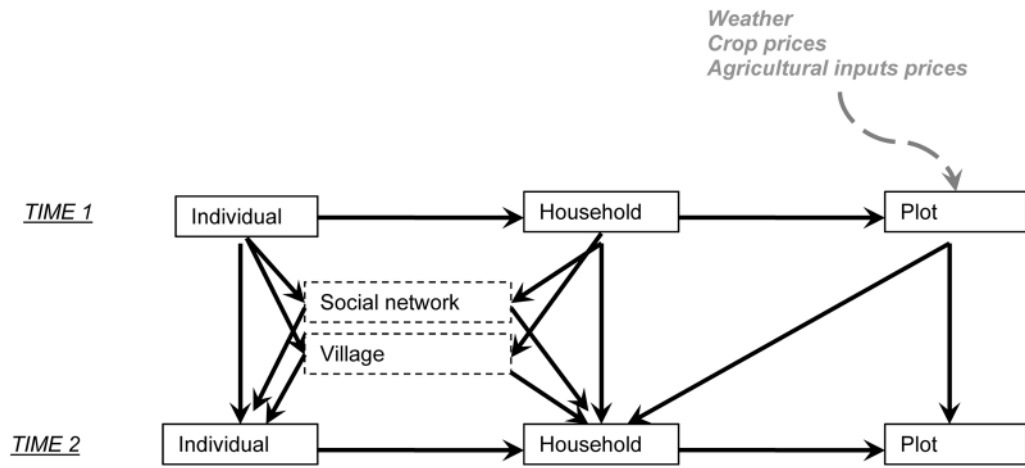 Weather
Crop prices
Agricultural inputs prices
TIME 1
Individual
Household
Plot
Social network
Village
TIME 2
Individual
Household
Plot